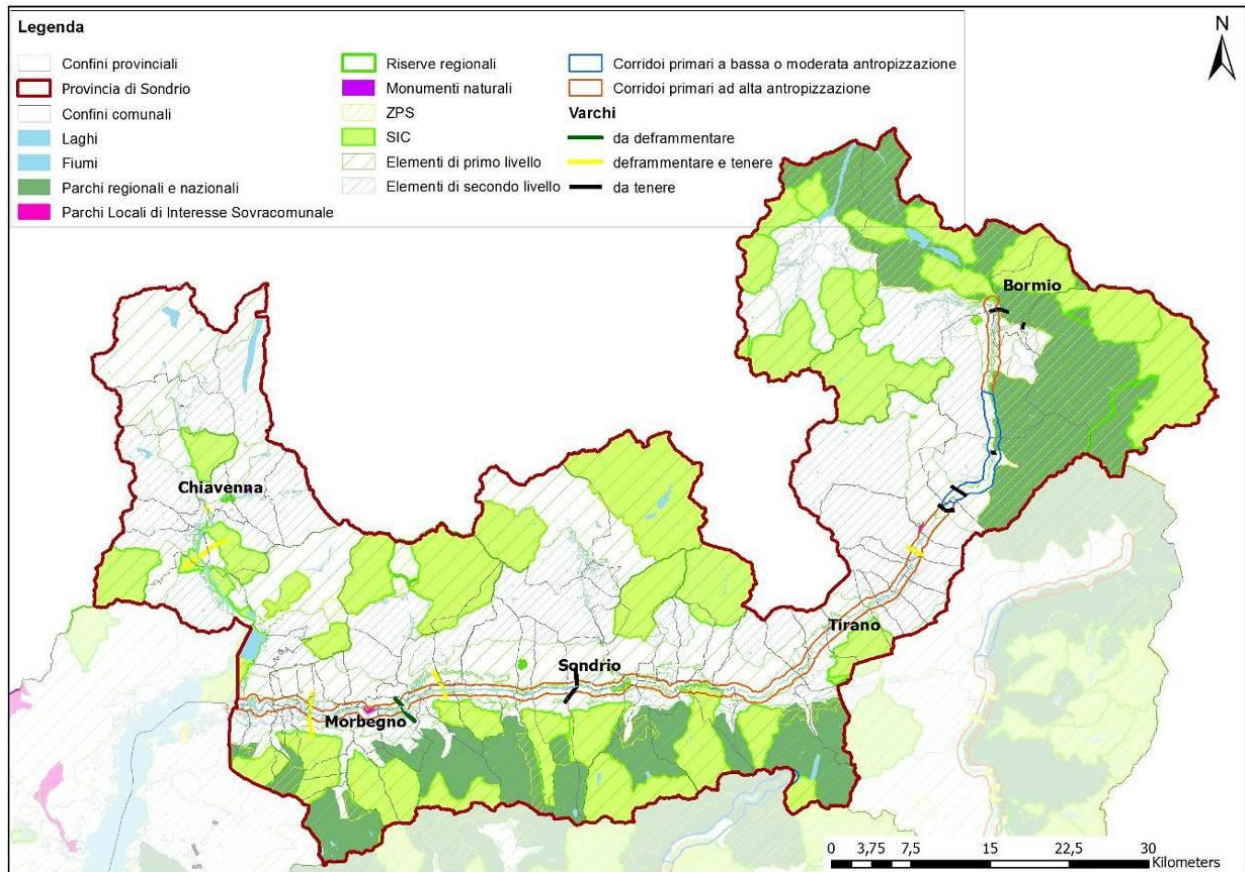 Legenda
Confini provinciali
Provincia di Sondrio
Confini comunali
Laghi
Fiumi
Parchi regionali e nazionali
Parchi Locali di Interesse Sovracomunale
Riserve regionali
Monumenti naturali
ZPS
SIC
Elementi di primo livello
Elementi di secondo livello
Corridoi primari a bassa o moderata antropizzazione
Corridoi primari ad alta antropizzazione
Varchi
da deframmentare
deframmentare e tenere
da tenere
N
Bormio
Chiavenna
Tirano
Sondrio
Morbegno
0 3,75 7,5 15 22,5 30
Kilometers